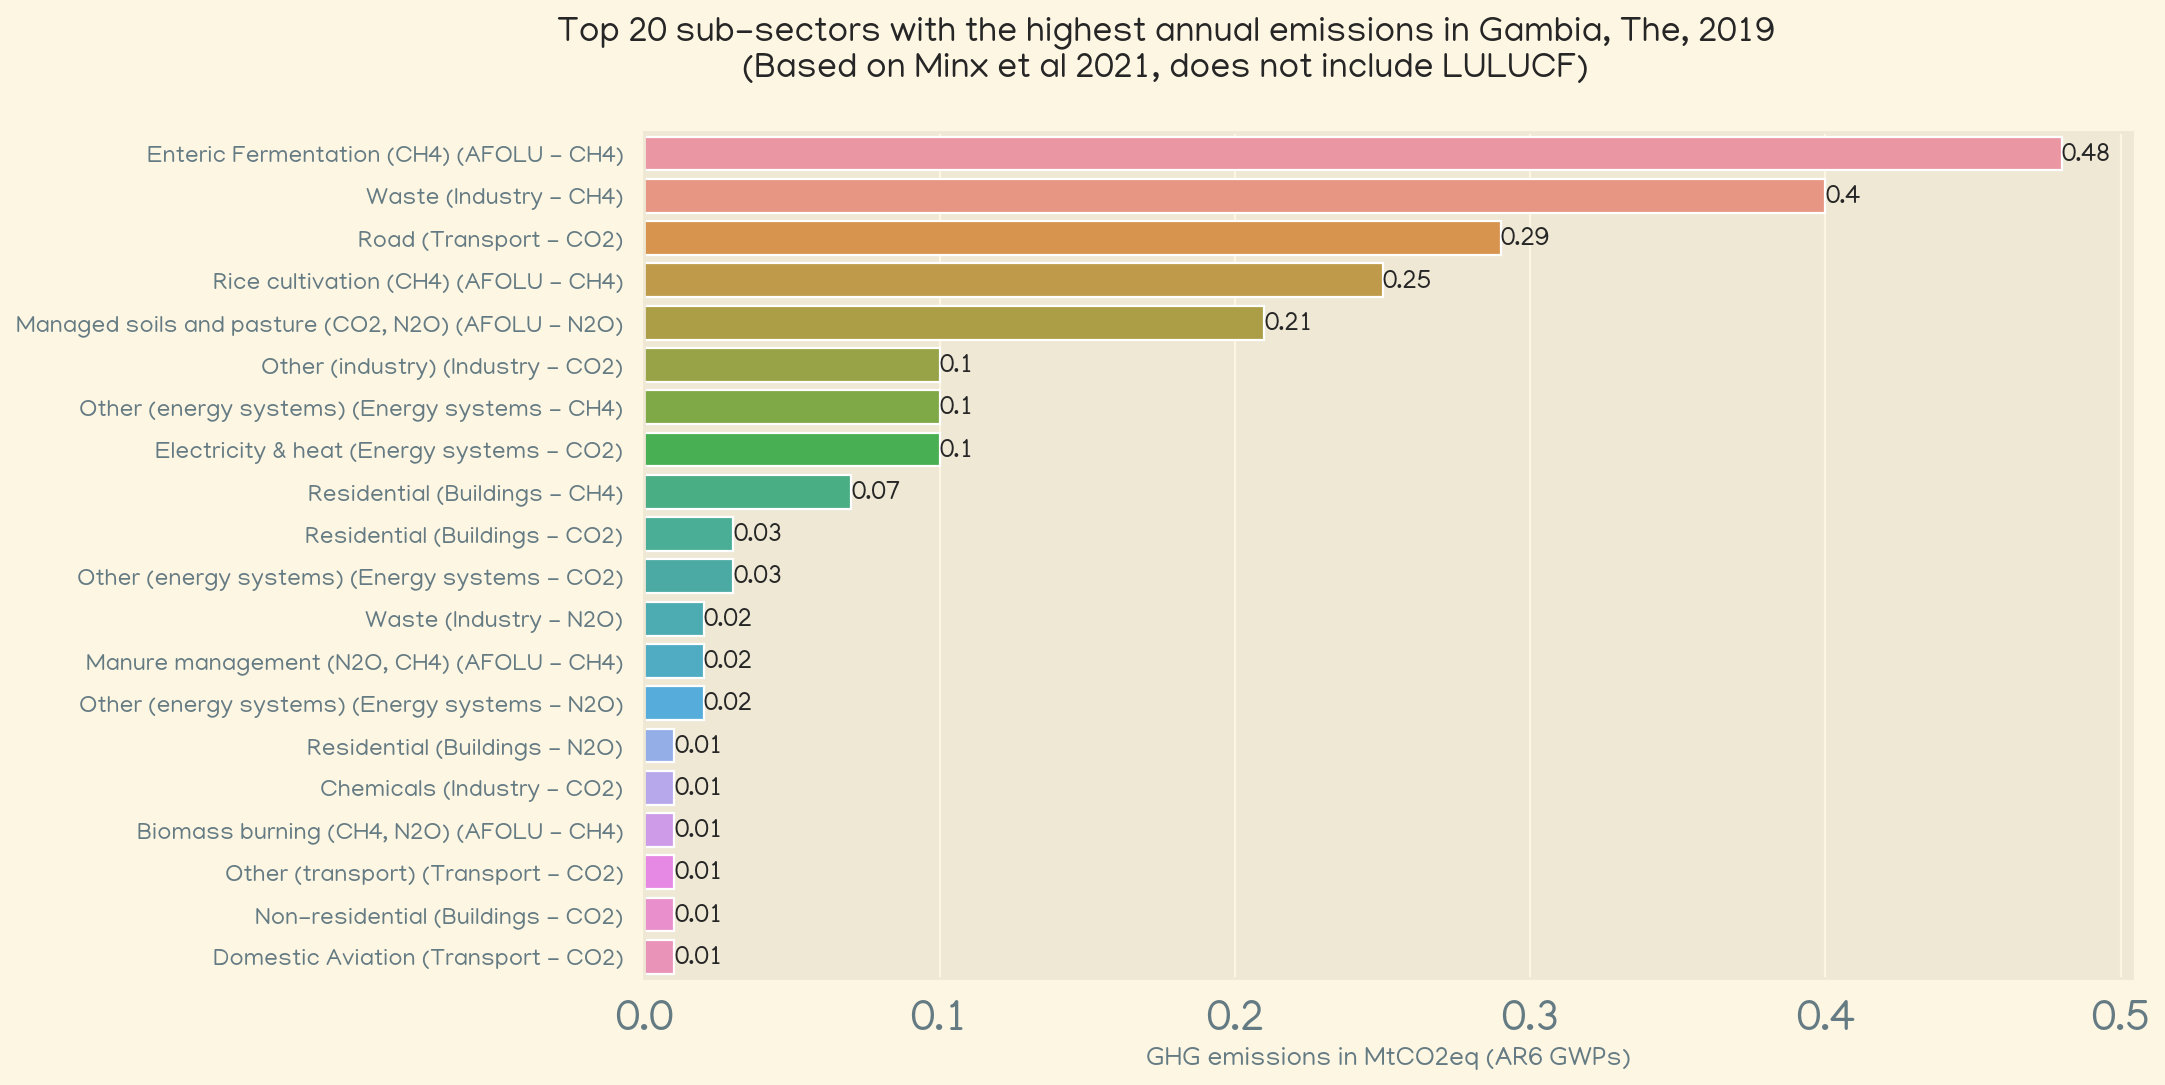 Top 20 sub-sectors with the highest annual emissions in Gambia, The, 2019
(Based on Minx et al 2021, does not include LULUCF)
Enteric Fermentation (CH4) (AFOLU - CH4) 0.48
Waste (Industry - CH4) 0.4
Road (Transport - CO2) 0.29
Rice cultivation (CH4) (AFOLU - CH4) 0.25
Managed soils and pasture (CO2, N2O) (AFOLU - N2O) 0.21
Other (industry) (Industry - CO2) 0.1
Other (energy systems) (Energy systems - CH4) 0.1
Electricity & heat (Energy systems - CO2) 0.1
Residential (Buildings - CH4) 0.07
Residential (Buildings - CO2) 0.03
Other (energy systems) (Energy systems - CO2) 0.03
Waste (Industry - N2O) 0.02
Manure management (N2O, CH4) (AFOLU - CH4) 0.02
Other (energy systems) (Energy systems - N2O) 0.02
Residential (Buildings - N2O) 0.01
Chemicals (Industry - CO2) 0.01
Biomass burning (CH4, N2O) (AFOLU - CH4) 0.01
Other (transport) (Transport - CO2) 0.01
Non-residential (Buildings - CO2) 0.01
Domestic Aviation (Transport - CO2) 0.01
0.0 0.1 0.2 0.3 0.4 0.5
GHG emissions in MtCO2eq (AR6 GWPs)